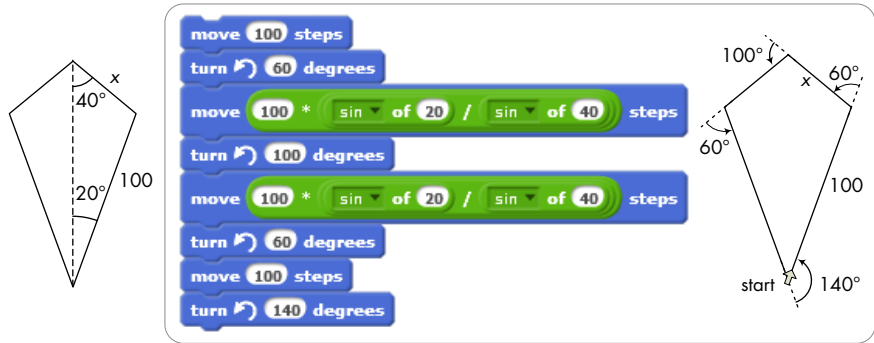 x
40°
20°
100
move 100 steps
turn 60 degrees
move 100 * sin of 20 / sin of 40 steps
turn 100 degrees
move 100 * sin of 20 / sin of 40 steps
turn 60 degrees
move 100 steps
turn 140 degrees
100°
60°
x
60°
100
start
140°